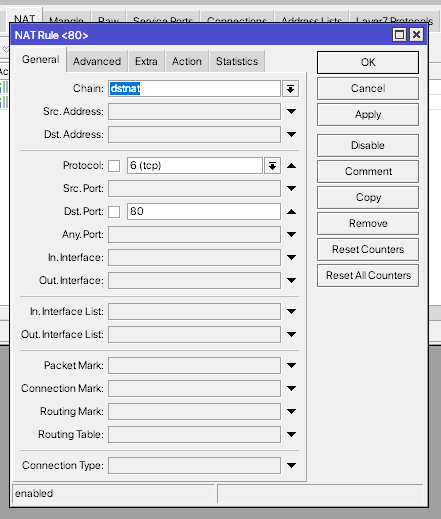 NAT Mangle Raw Service Ports Connections Address Lists Layer7 Protocols
NAT Rule <80>
General Advanced Extra Action Statistics
Chain: dstnat
Src. Address:
Dst. Address:
Protocol: 6 (tcp)
Src. Port:
Dst. Port: 80
Any. Port:
In. Interface:
Out. Interface:
In. Interface List:
Out. Interface List:
Packet Mark:
Connection Mark:
Routing Mark:
Routing Table:
Connection Type:
OK
Cancel
Apply
Disable
Comment
Copy
Remove
Reset Counters
Reset All Counters
enabled